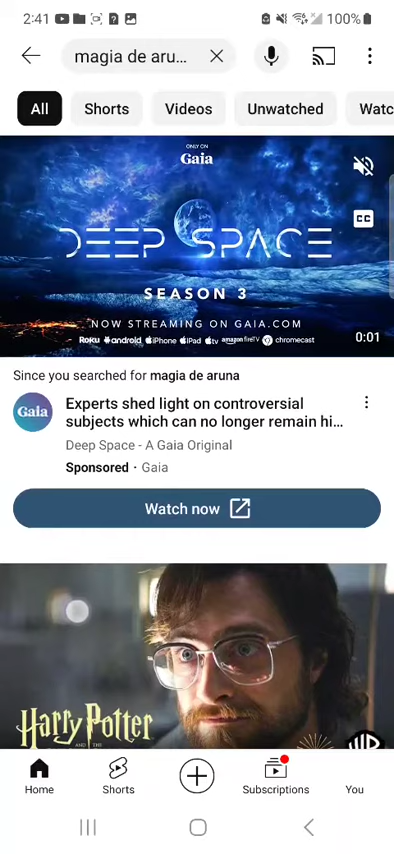 2:41
100%
magia de aru...
All
Shorts
Videos
Unwatched
Watc
ONLY ON
Gaia
CC
DEEP SPACE
SEASON 3
NOW STREAMING ON GAIA.COM
Roku android iPhone iPad tv amazon fireTV chromecast
0:01
Since you searched for magia de aruna
Gaia
Experts shed light on controversial
subjects which can no longer remain hi...
Deep Space - A Gaia Original
Sponsored · Gaia
Watch now
Harry Potter
AND THE
Home
Shorts
Subscriptions
You